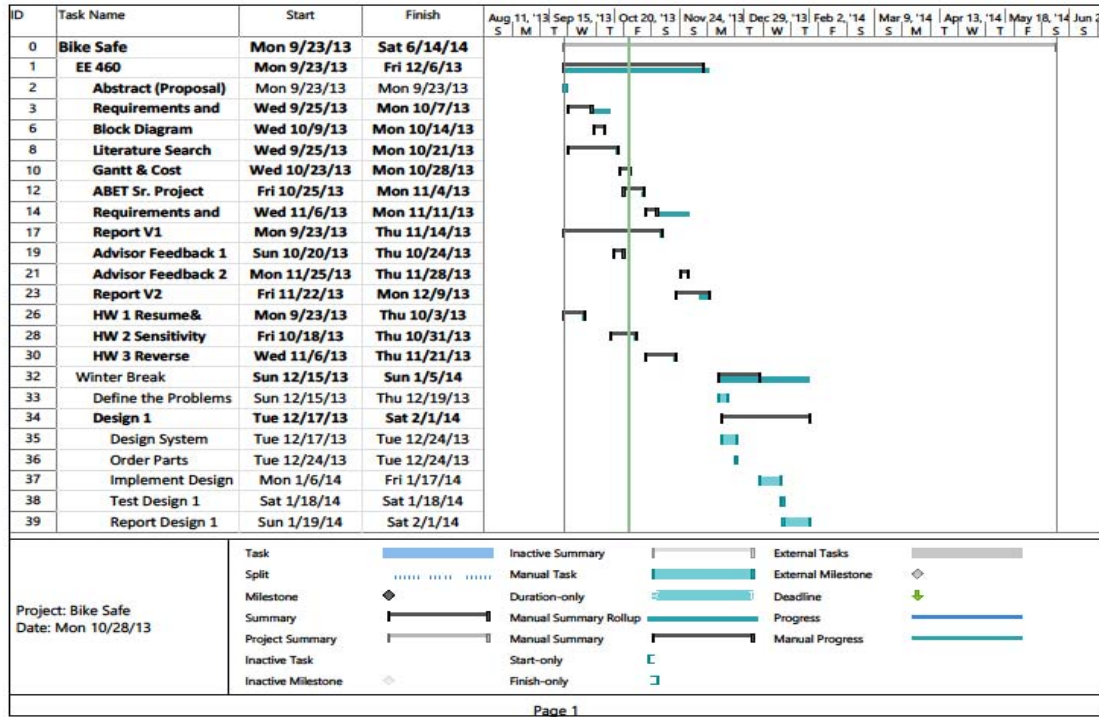 ID Task Name Start Finish Aug 11, '13 Sep 15, '13 Oct 20, '13 Nov 24, '13 Dec 29, '13 Feb 2, '14 Mar 9, '14 Apr 13, '14 May 18, '14 Jun 2
S M T W T F S S M T W T F S S M T W T F S
0 Bike Safe Mon 9/23/13 Sat 6/14/14
1 EE 460 Mon 9/23/13 Fri 12/6/13
2 Abstract (Proposal) Mon 9/23/13 Mon 9/23/13
3 Requirements and Wed 9/25/13 Mon 10/7/13
6 Block Diagram Wed 10/9/13 Mon 10/14/13
8 Literature Search Wed 9/25/13 Mon 10/21/13
10 Gantt & Cost Wed 10/23/13 Mon 10/28/13
12 ABET Sr. Project Fri 10/25/13 Mon 11/4/13
14 Requirements and Wed 11/6/13 Mon 11/11/13
17 Report V1 Mon 9/23/13 Thu 11/14/13
19 Advisor Feedback 1 Sun 10/20/13 Thu 10/24/13
21 Advisor Feedback 2 Mon 11/25/13 Thu 11/28/13
23 Report V2 Fri 11/22/13 Mon 12/9/13
26 HW 1 Resume& Mon 9/23/13 Thu 10/3/13
28 HW 2 Sensitivity Fri 10/18/13 Thu 10/31/13
30 HW 3 Reverse Wed 11/6/13 Thu 11/21/13
32 Winter Break Sun 12/15/13 Sun 1/5/14
33 Define the Problems Sun 12/15/13 Thu 12/19/13
34 Design 1 Tue 12/17/13 Sat 2/1/14
35 Design System Tue 12/17/13 Tue 12/24/13
36 Order Parts Tue 12/24/13 Tue 12/24/13
37 Implement Design Mon 1/6/14 Fri 1/17/14
38 Test Design 1 Sat 1/18/14 Sat 1/18/14
39 Report Design 1 Sun 1/19/14 Sat 2/1/14
Project: Bike Safe
Date: Mon 10/28/13
Task Inactive Summary External Tasks
Split Manual Task External Milestone
Milestone Duration-only Deadline
Summary Manual Summary Rollup Progress
Project Summary Manual Summary Manual Progress
Inactive Task Start-only
Inactive Milestone Finish-only
Page 1